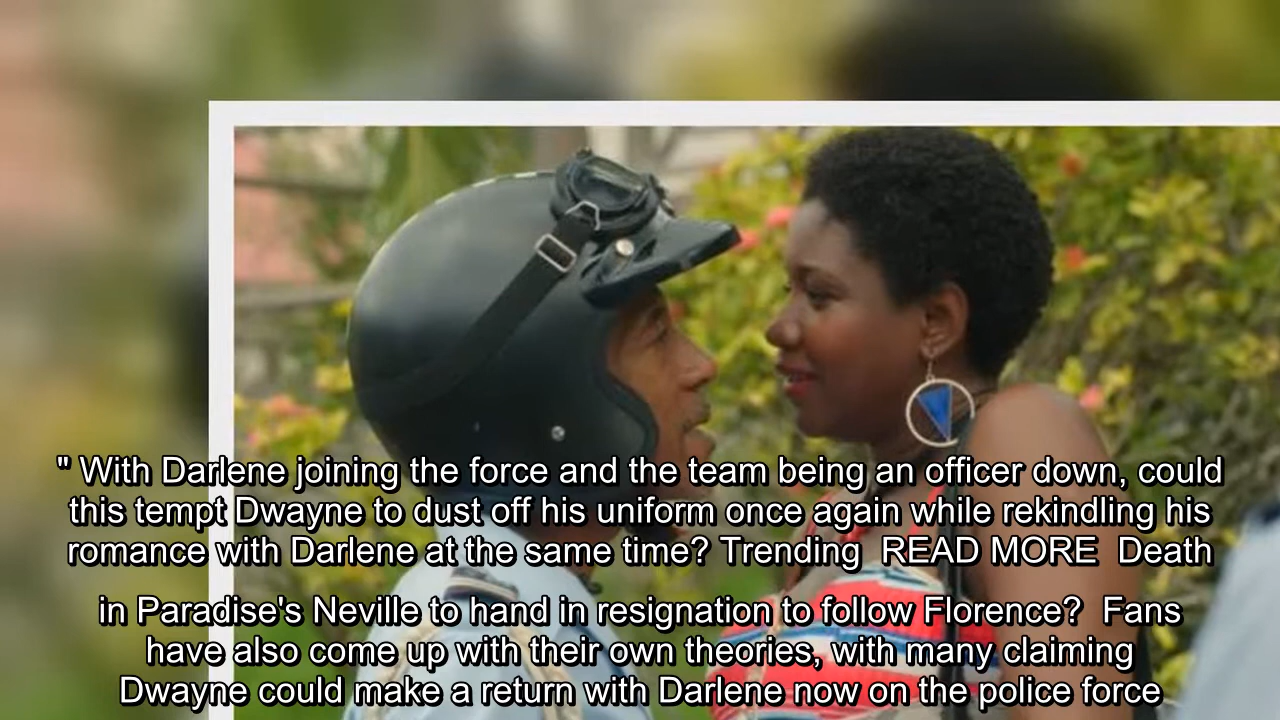 " With Darlene joining the force and the team being an officer down, could
this tempt Dwayne to dust off his uniform once again while rekindling his
romance with Darlene at the same time? Trending  READ MORE  Death
in Paradise's Neville to hand in resignation to follow Florence?  Fans
have also come up with their own theories, with many claiming
Dwayne could make a return with Darlene now on the police force